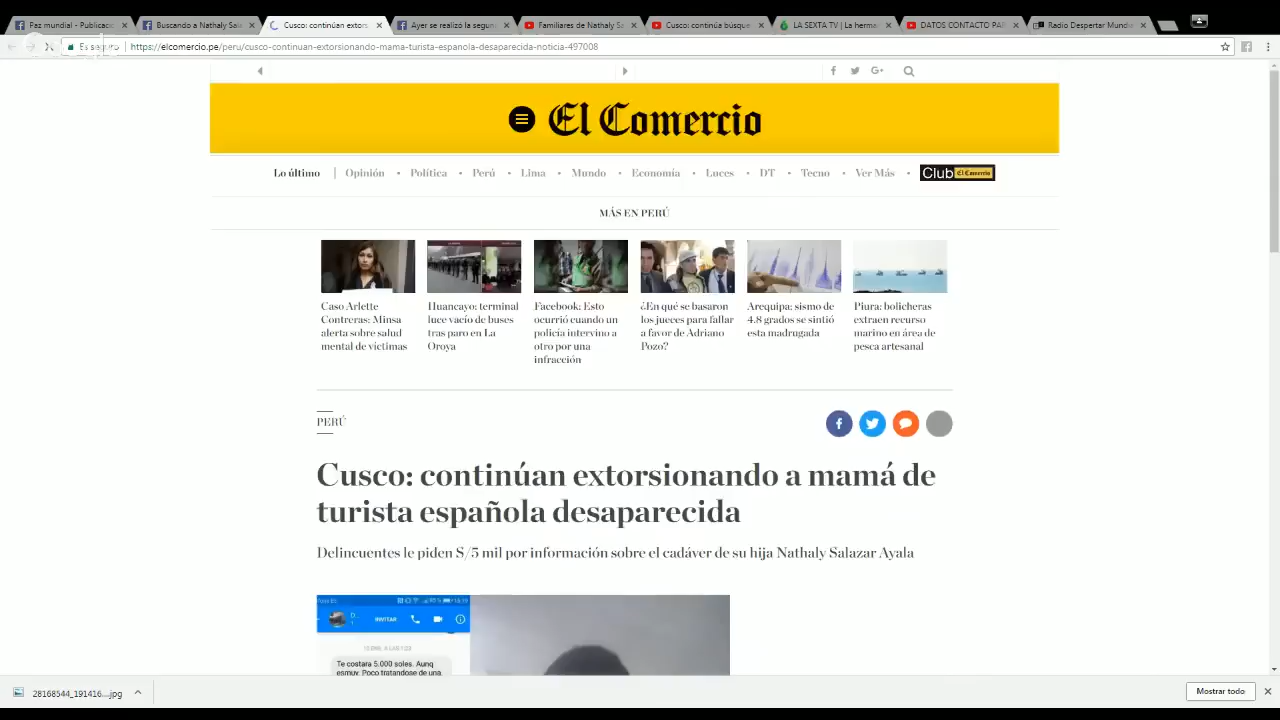 Paz mundial - Publicac
Buscando a Nathaly Sala
Cusco: continúan extors
Ayer se realizó la segun
Familiares de Nathaly S
Cusco: continúa búsque
LA SEXTA TV | La herma
DATOS CONTACTO PAR
Radio Despertar Mundo
Es seguro
https://elcomercio.pe/peru/cusco-continuan-extorsionando-mama-turista-espanola-desaparecida-noticia-497008
El Comercio
Lo último | Opinión • Política • Perú • Lima • Mundo • Economía • Luces • DT • Tecno • Ver Más • Club El Comercio
MÁS EN PERÚ
Caso Arlette
Contreras: Minsa
alerta sobre salud
mental de víctimas
Huancayo: terminal
luce vacío de buses
tras paro en La
Oroya
Facebook: Esto
ocurrió cuando un
policía intervino a
otro por una
infracción
¿En qué se basaron
los jueces para fallar
a favor de Adriano
Pozo?
Arequipa: sismo de
4.8 grados se sintió
esta madrugada
Piura: bolicheras
extraen recurso
marino en área de
pesca artesanal
PERÚ
Cusco: continúan extorsionando a mamá de
turista española desaparecida
Delincuentes le piden S/5 mil por información sobre el cadáver de su hija Nathaly Salazar Ayala
INVITAR
Te costara 5.000 soles. Aunq
esmuy. Poco tratandose de una.
28168544_191416....jpg
Mostrar todo